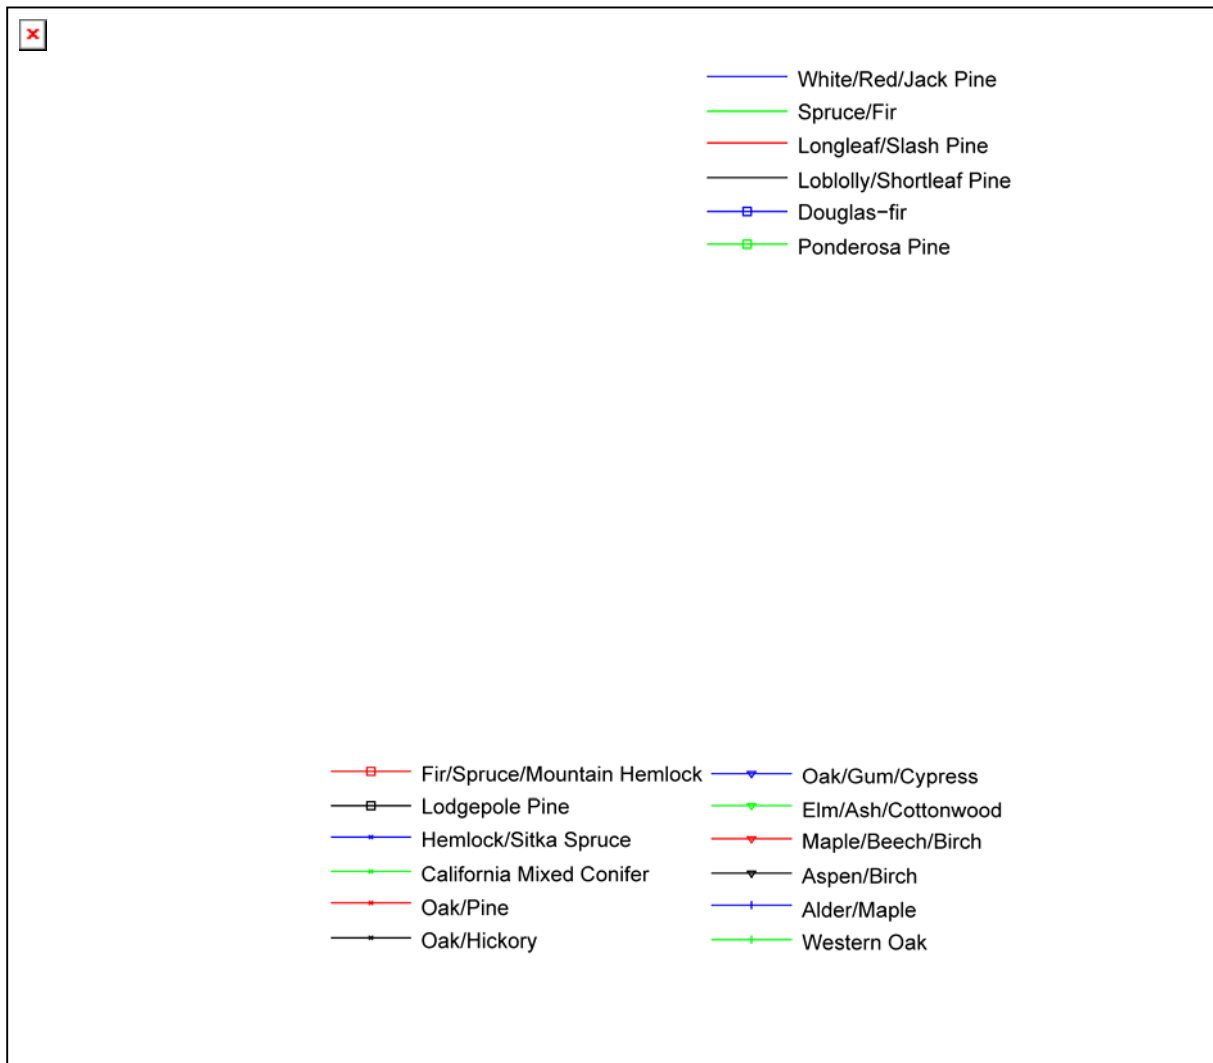 White/Red/Jack Pine
Spruce/Fir
Longleaf/Slash Pine
Loblolly/Shortleaf Pine
Douglas−fir
Ponderosa Pine
Fir/Spruce/Mountain Hemlock
Lodgepole Pine
Hemlock/Sitka Spruce
California Mixed Conifer
Oak/Pine
Oak/Hickory
Oak/Gum/Cypress
Elm/Ash/Cottonwood
Maple/Beech/Birch
Aspen/Birch
Alder/Maple
Western Oak